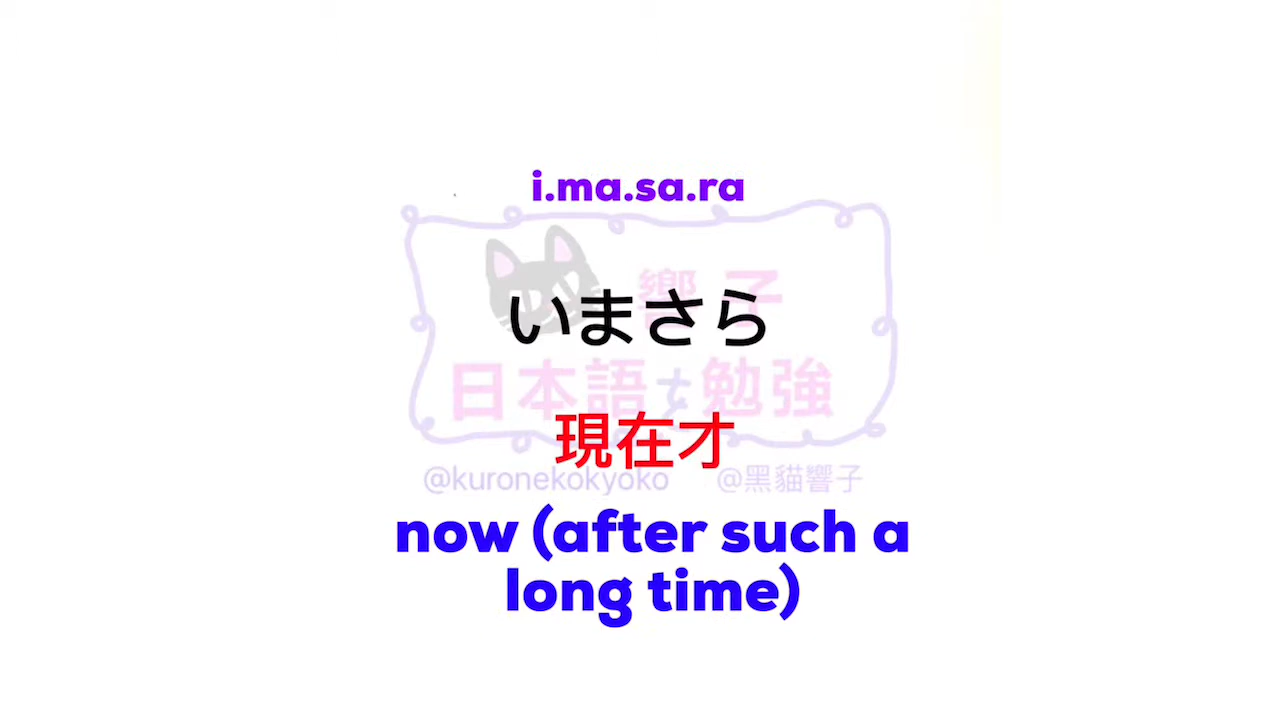 i.ma.sa.ra
響子
いまさら
日本語を勉強
現在才
@kuronekokyoko @黑貓響子
now (after such a
long time)